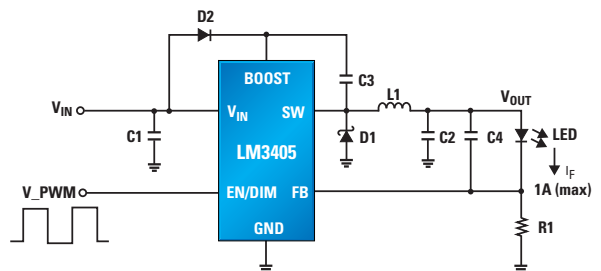 D2
BOOST
C3
L1
VOUT
VIN
VIN
SW
C1
D1
C2
C4
LED
LM3405
IF
V_PWM
EN/DIM
FB
1A (max)
GND
R1